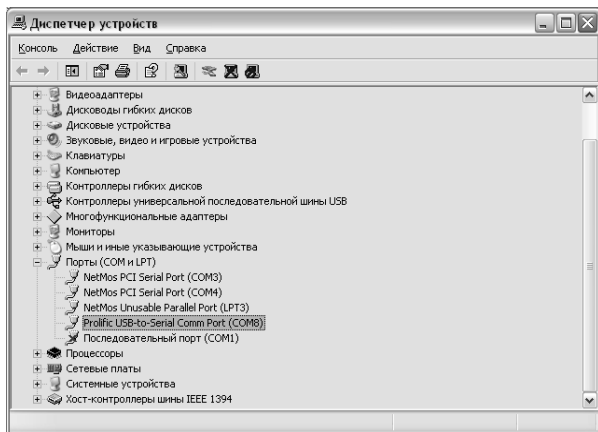 Диспетчер устройств
Консоль Действие Вид Справка
Видеоадаптеры
Дисководы гибких дисков
Дисковые устройства
Звуковые, видео и игровые устройства
Клавиатуры
Компьютер
Контроллеры гибких дисков
Контроллеры универсальной последовательной шины USB
Многофункциональные адаптеры
Мониторы
Мыши и иные указывающие устройства
Порты (COM и LPT)
NetMos PCI Serial Port (COM3)
NetMos PCI Serial Port (COM4)
NetMos Unusable Parallel Port (LPT3)
Prolific USB-to-Serial Comm Port (COM8)
Последовательный порт (COM1)
Процессоры
Сетевые платы
Системные устройства
Хост-контроллеры шины IEEE 1394